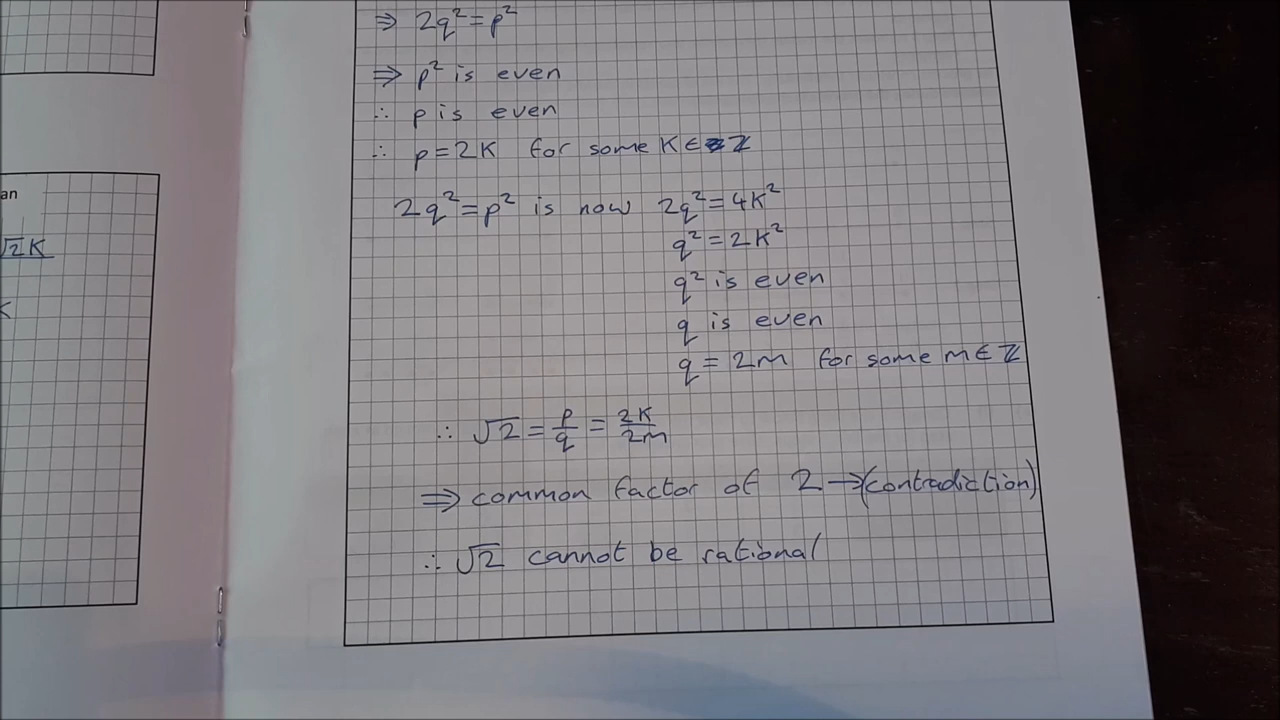 ⇒ 2q² = p²
⇒ p² is even
∴ p is even
∴ p = 2K for some K ∈ ℤ
2q² = p² is now 2q² = 4K²
q² = 2K²
q² is even
q is even
q = 2m for some m ∈ ℤ
∴ √2 = p/q = 2K/2m
⇒ common factor of 2 → (contradiction)
∴ √2 cannot be rational
an
√2K
K